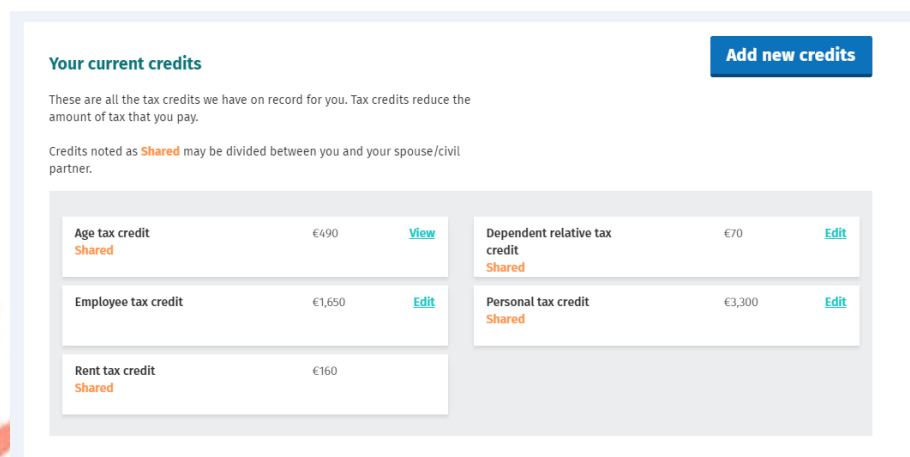 Your current credits
Add new credits
These are all the tax credits we have on record for you. Tax credits reduce the
amount of tax that you pay.
Credits noted as Shared may be divided between you and your spouse/civil
partner.
Age tax credit €490 View
Shared
Dependent relative tax €70 Edit
credit
Shared
Employee tax credit €1,650 Edit
Personal tax credit €3,300 Edit
Shared
Rent tax credit €160
Shared